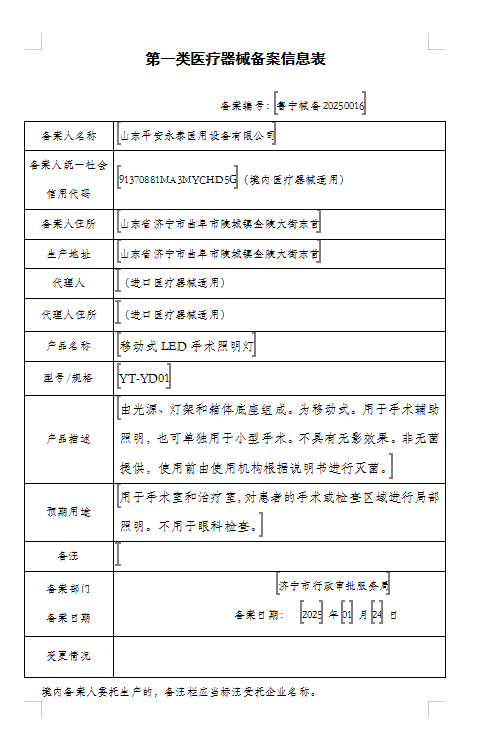 第一类医疗器械备案信息表
备案编号：鲁宁械备20250016
备案人名称 山东平安永泰医用设备有限公司
备案人统一社会
信用代码 91370881MA3MYCHD5G（境内医疗器械适用）
备案人住所 山东省济宁市曲阜市陵城镇金陵大街东首
生产地址 山东省济宁市曲阜市陵城镇金陵大街东首
代理人 （进口医疗器械适用）
代理人住所 （进口医疗器械适用）
产品名称 移动式LED手术照明灯
型号/规格 YT-YD01
产品描述
由光源、灯架和箱体底座组成。为移动式。用于手术辅助
照明，也可单独用于小型手术。不具有无影效果。非无菌
提供，使用前由使用机构根据说明书进行灭菌。
预期用途
用于手术室和治疗室，对患者的手术或检查区域进行局部
照明。不用于眼科检查。
备注
备案部门 济宁市行政审批服务局
备案日期 备案日期： 2025 年 01 月 24 日
变更情况
境内备案人委托生产的，备注栏应当标注受托企业名称。